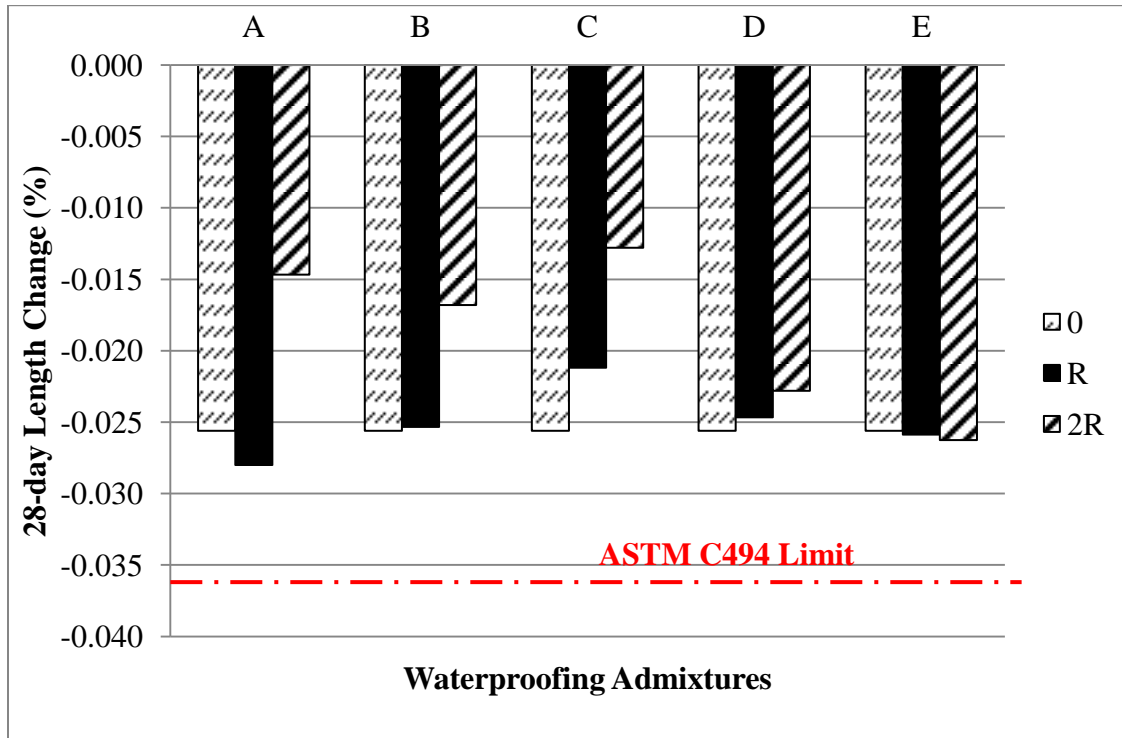 A B C D E
0.000
-0.005
-0.010
-0.015
-0.020
-0.025
-0.030
-0.035
-0.040
28-day Length Change (%)
ASTM C494 Limit
0
R
2R
Waterproofing Admixtures